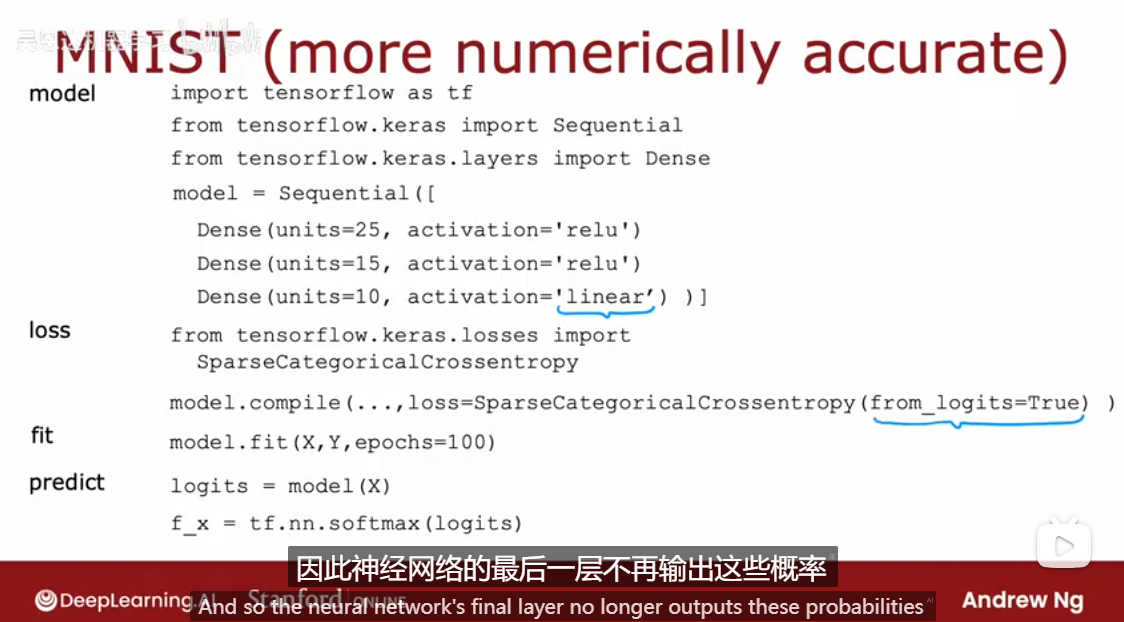 MNIST (more numerically accurate)
model
import tensorflow as tf
from tensorflow.keras import Sequential
from tensorflow.keras.layers import Dense
model = Sequential([
Dense(units=25, activation='relu')
Dense(units=15, activation='relu')
Dense(units=10, activation='linear’) )]
loss
from tensorflow.keras.losses import
SparseCategoricalCrossentropy
model.compile(...,loss=SparseCategoricalCrossentropy(from_logits=True) )
fit
model.fit(X,Y,epochs=100)
predict
logits = model(X)
f_x = tf.nn.softmax(logits)
因此神经网络的最后一层不再输出这些概率
DeepLearning.AI Stanford ONLINE Andrew Ng
And so the neural network's final layer no longer outputs these probabilities
AI